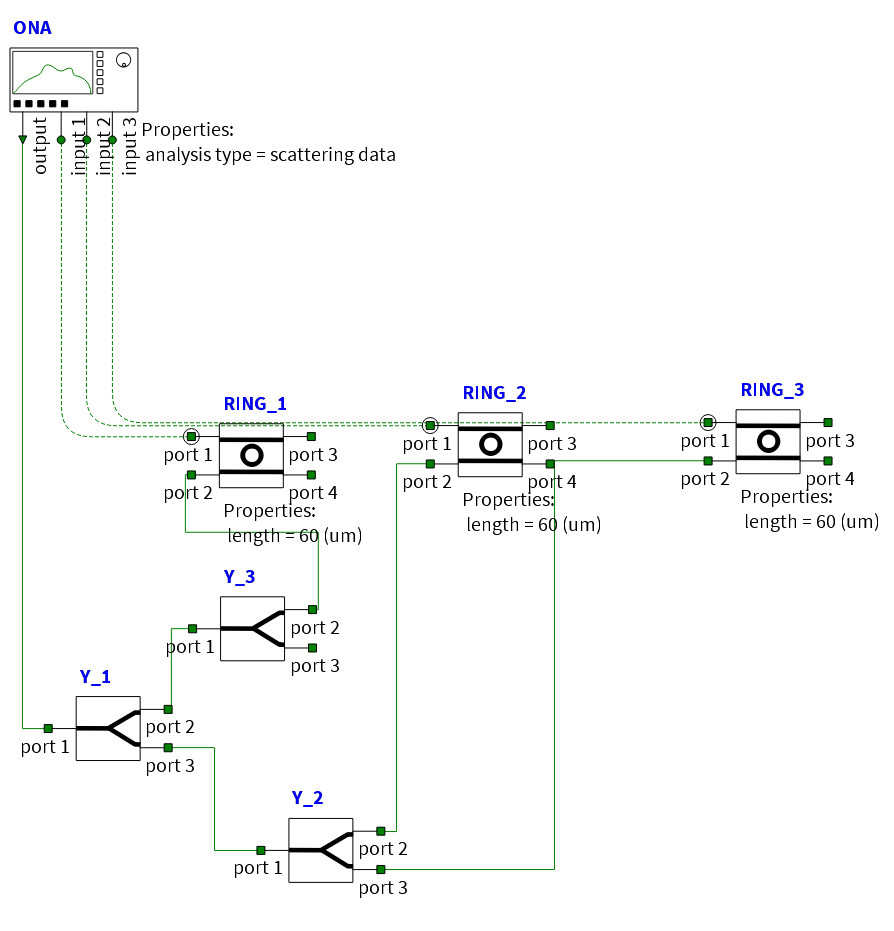 ONA
output
input 1
input 2
input 3
Properties:
analysis type = scattering data
RING_1
port 1
port 2
port 3
port 4
Properties:
length = 60 (um)
RING_2
port 1
port 2
port 3
port 4
Properties:
length = 60 (um)
RING_3
port 1
port 2
port 3
port 4
Properties:
length = 60 (um)
Y_3
port 1
port 2
port 3
Y_1
port 1
port 2
port 3
Y_2
port 1
port 2
port 3